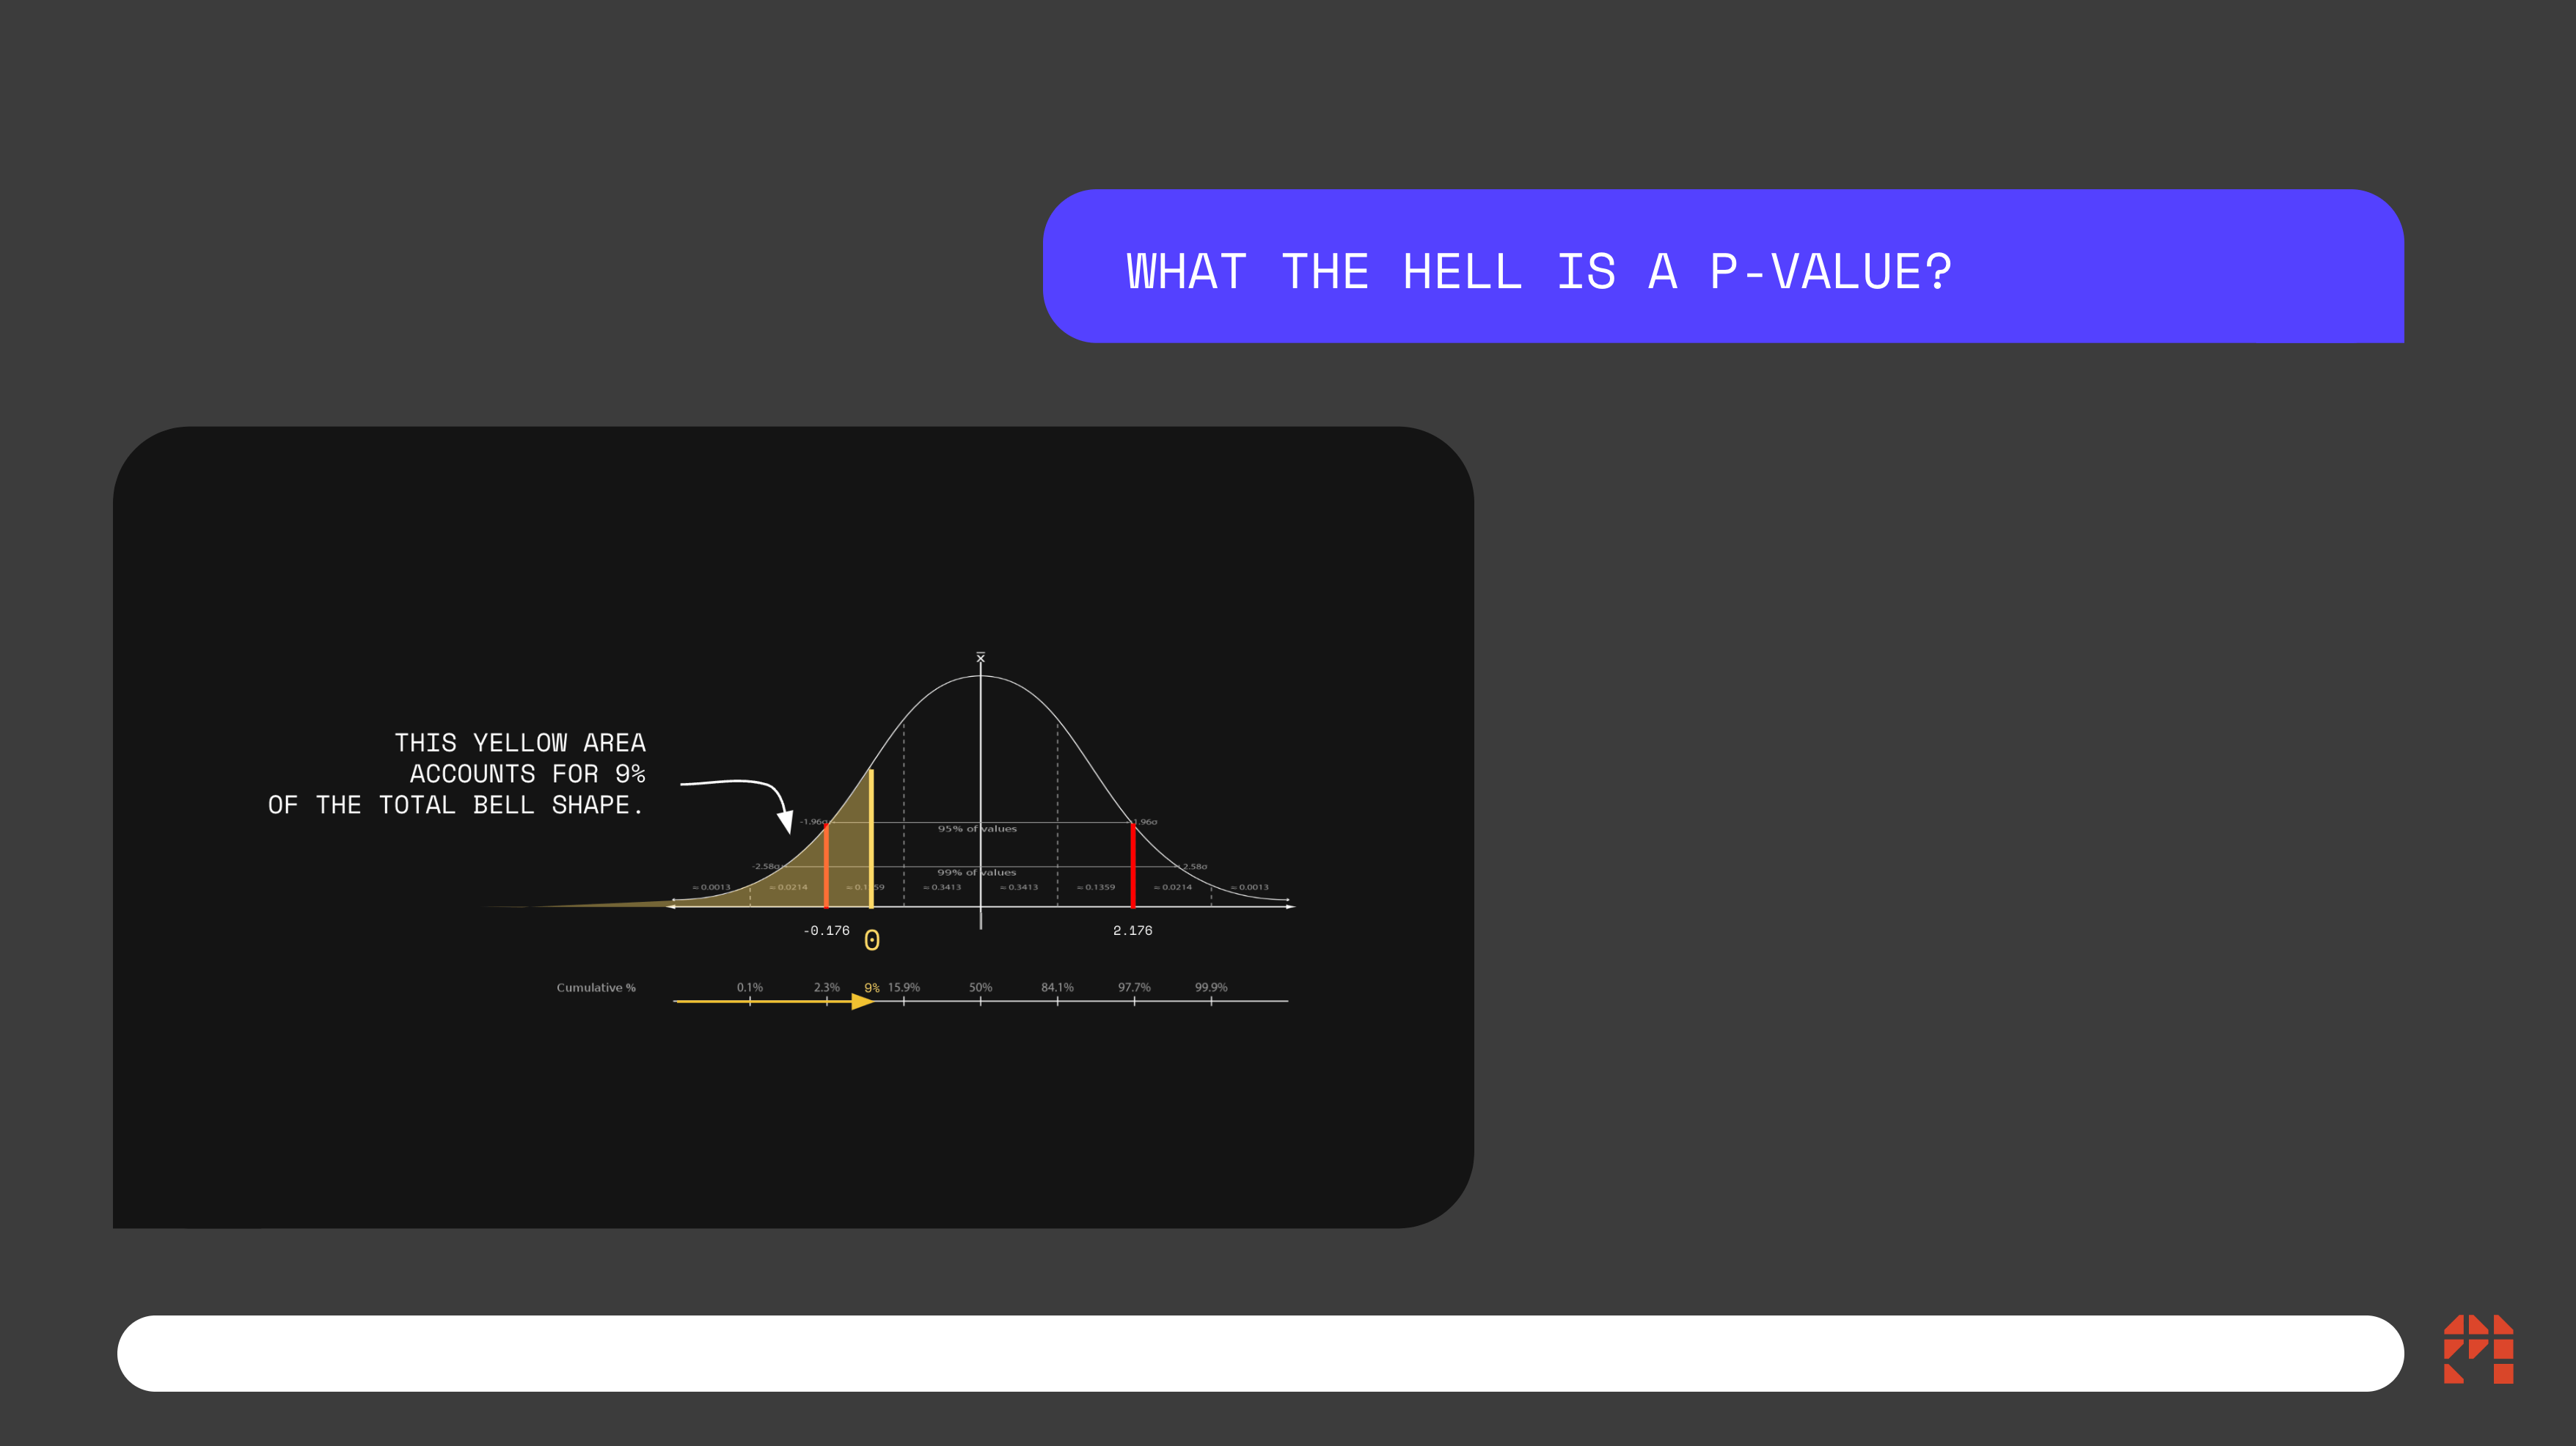 WHAT THE HELL IS A P-VALUE?
x̄
THIS YELLOW AREA
ACCOUNTS FOR 9%
OF THE TOTAL BELL SHAPE.
-1.96σ 1.96σ
95% of values
-2.58σ 2.58σ
99% of values
≈ 0.0013 ≈ 0.0214 ≈ 0.1359 ≈ 0.3413 ≈ 0.3413 ≈ 0.1359 ≈ 0.0214 ≈ 0.0013
-0.176 0 2.176
Cumulative % 0.1% 2.3% 9% 15.9% 50% 84.1% 97.7% 99.9%